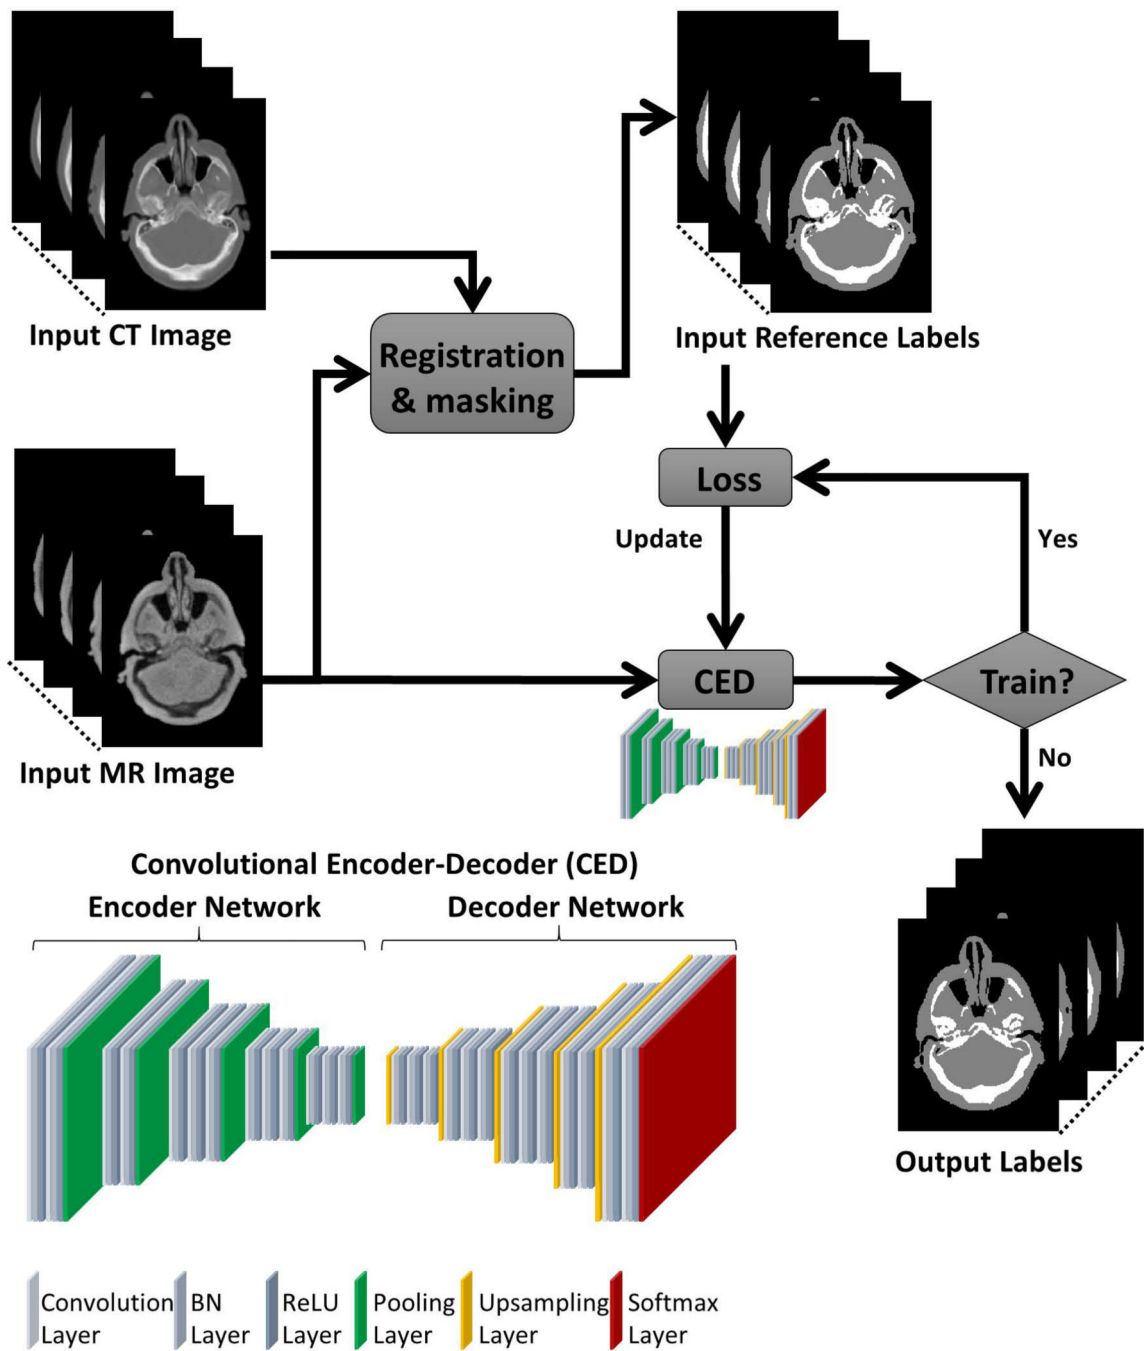 Input CT Image
Input Reference Labels
Registration
& masking
Loss
Update
Yes
CED
Train?
No
Input MR Image
Convolutional Encoder-Decoder (CED)
Encoder Network
Decoder Network
Output Labels
Convolution
Layer
BN
Layer
ReLU
Layer
Pooling
Layer
Upsampling
Layer
Softmax
Layer